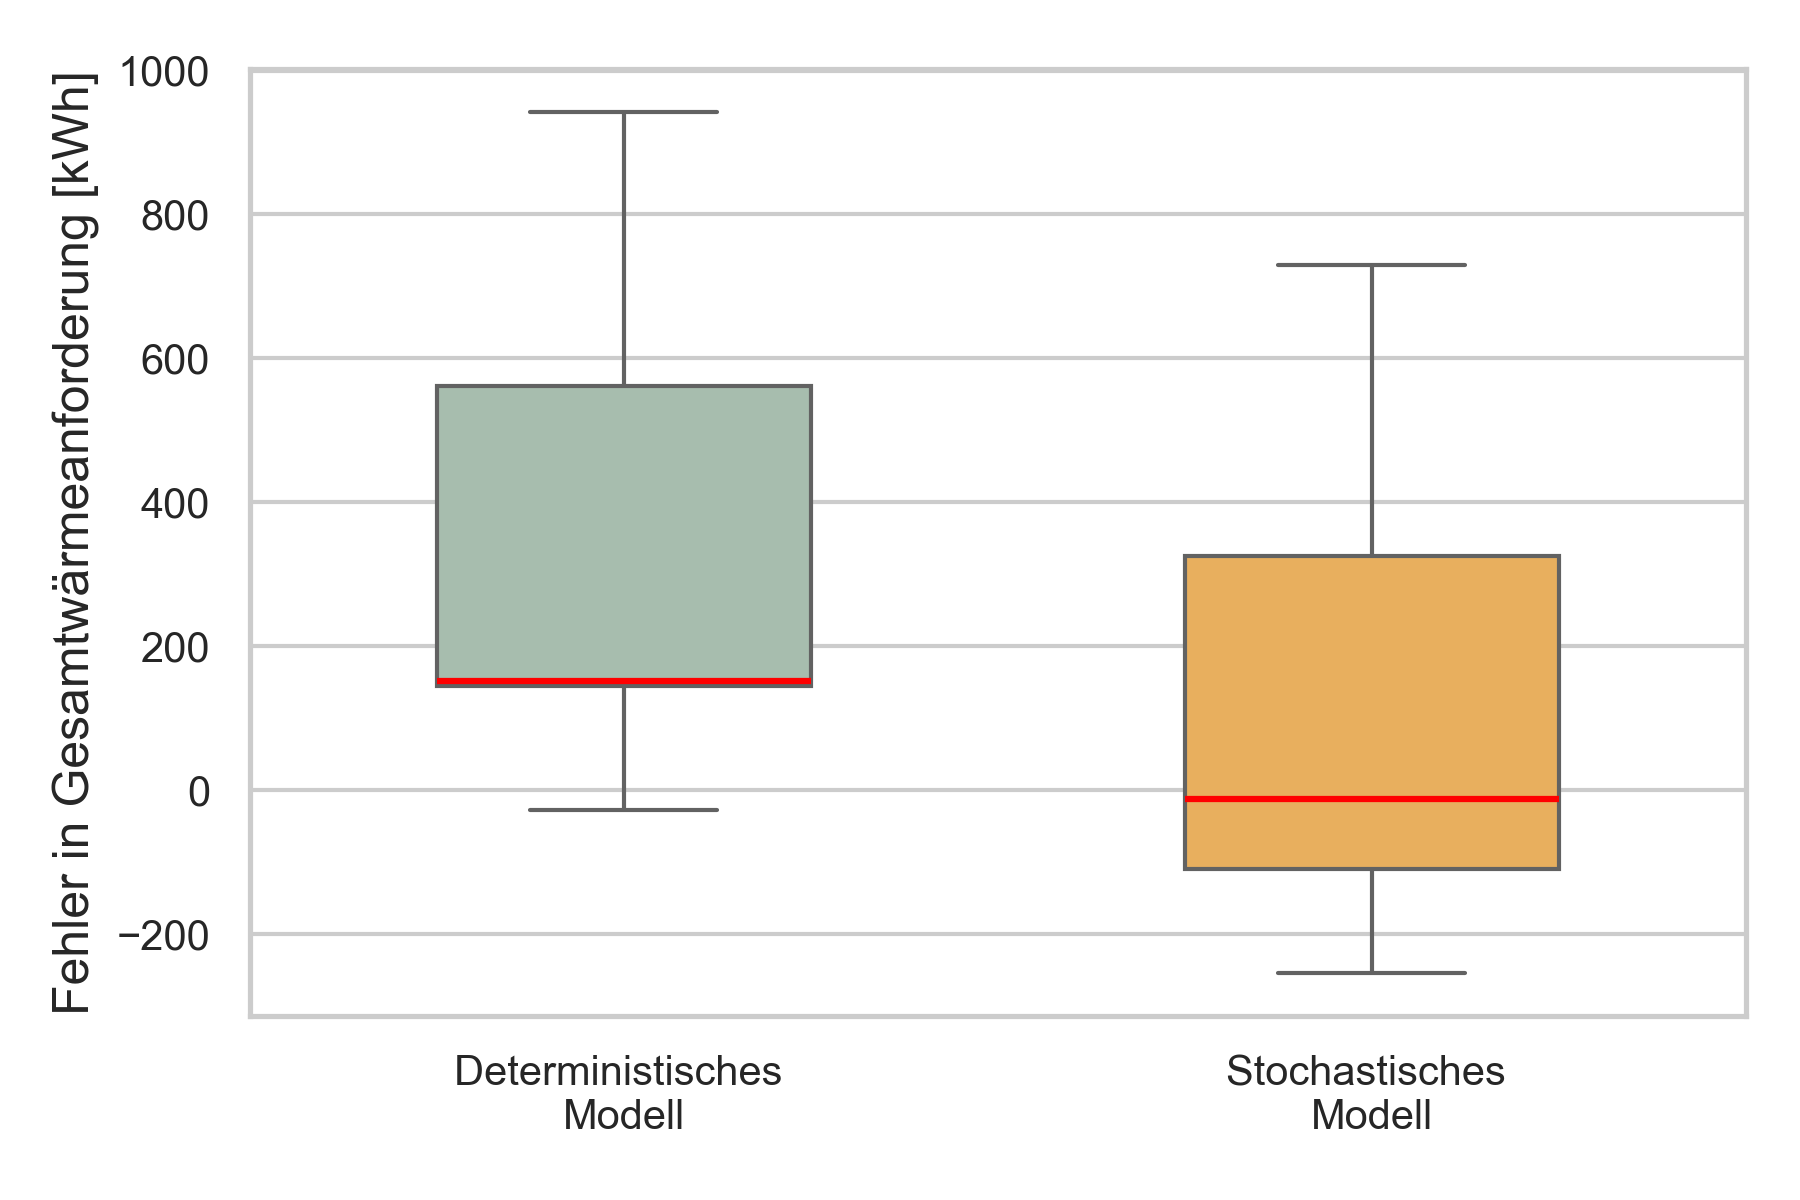 Fehler in Gesamtwärmeanforderung [kWh]
1000
800
600
400
200
0
−200
Deterministisches
Modell
Stochastisches
Modell